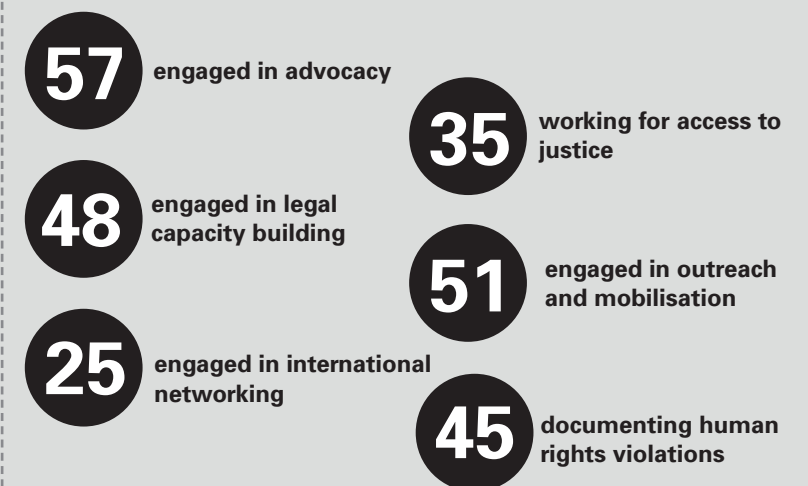 57
engaged in advocacy
35
working for access to
justice
48
engaged in legal
capacity building
51
engaged in outreach
and mobilisation
25
engaged in international
networking
45
documenting human
rights violations